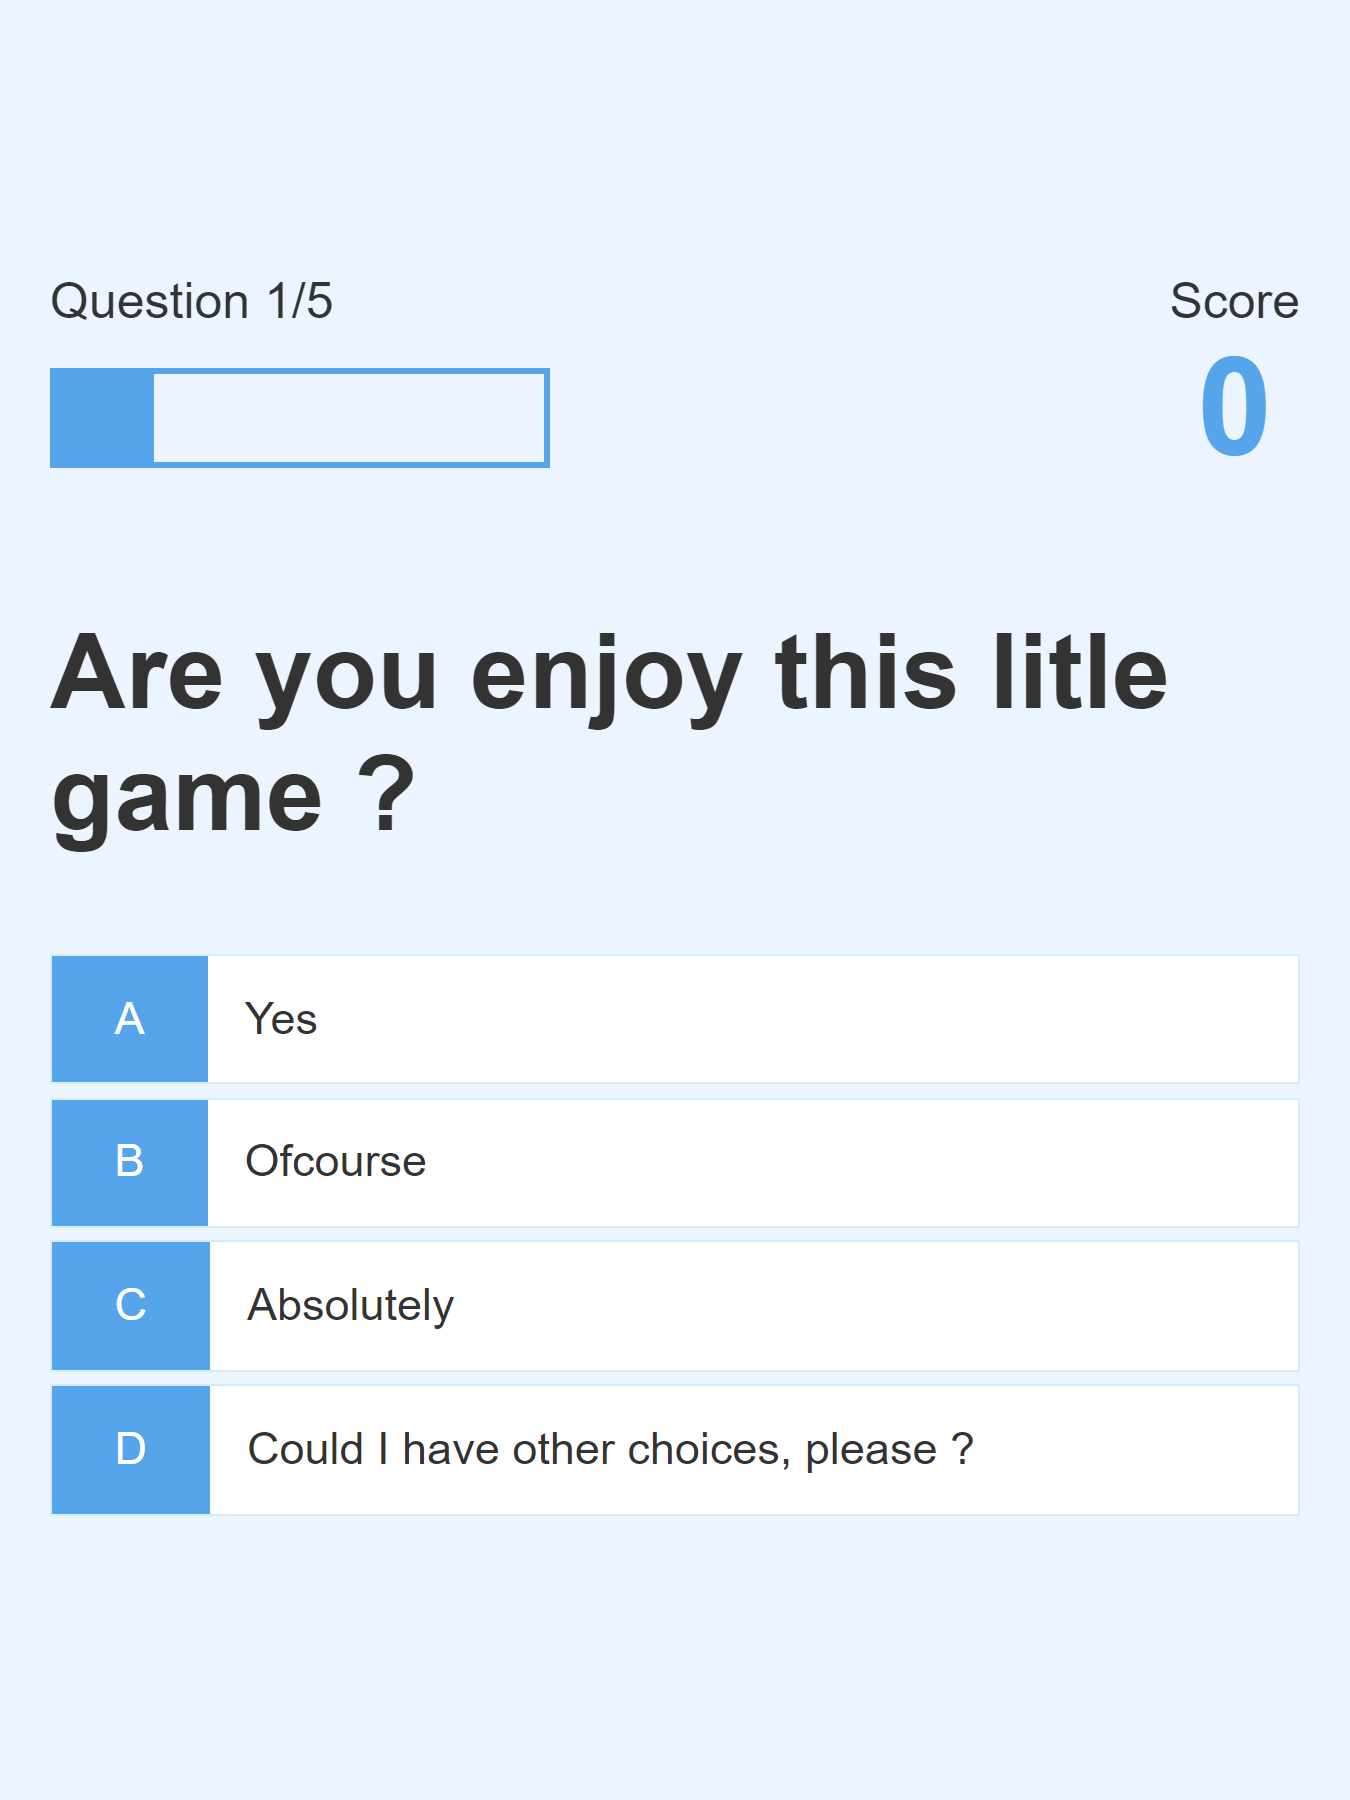 Question 1/5
Score
0
Are you enjoy this litle
game ?
A Yes
B Ofcourse
C Absolutely
D Could I have other choices, please ?